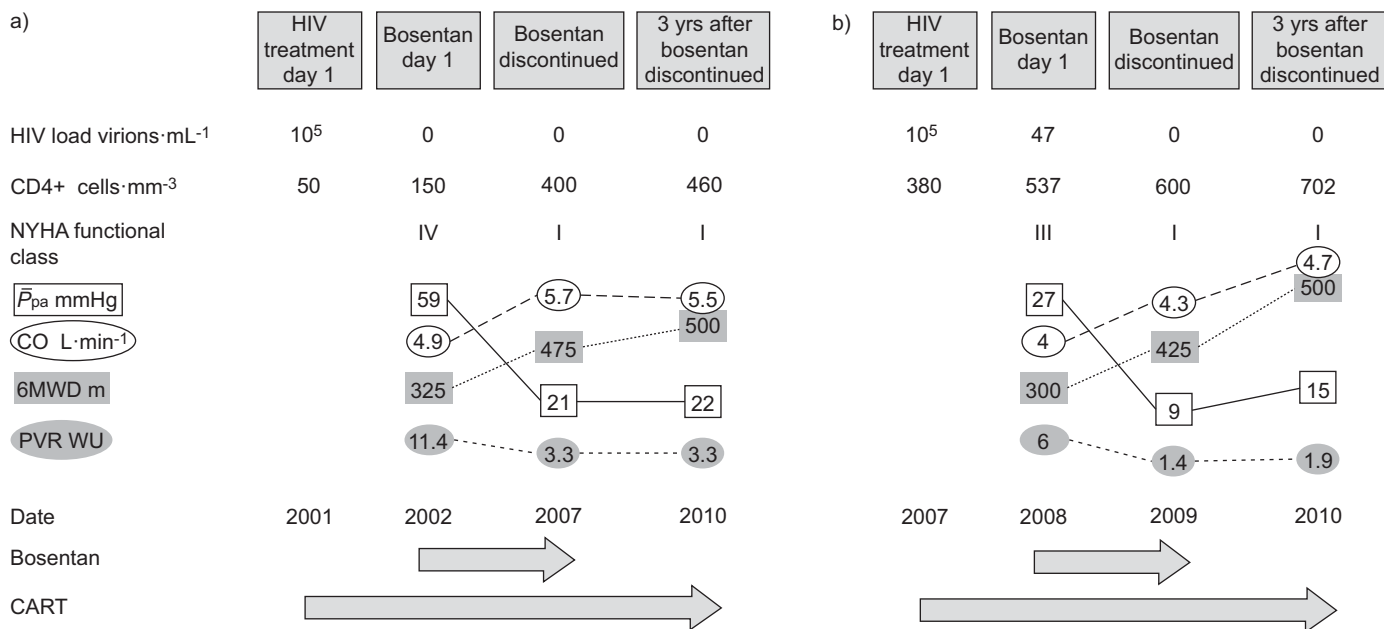 a)
HIV
treatment
day 1
Bosentan
day 1
Bosentan
discontinued
3 yrs after
bosentan
discontinued
HIV load virions·mL⁻¹ 10⁵ 0 0 0
CD4+ cells·mm⁻³ 50 150 400 460
NYHA functional
class
IV I I
P̄pa mmHg
59 21 22
CO L·min⁻¹
4.9 5.7 5.5
6MWD m
325 475 500
PVR WU
11.4 3.3 3.3
Date 2001 2002 2007 2010
Bosentan
CART
b)
HIV
treatment
day 1
Bosentan
day 1
Bosentan
discontinued
3 yrs after
bosentan
discontinued
10⁵ 47 0 0
380 537 600 702
III I I
27 9 15
4 4.3 4.7
300 425 500
6 1.4 1.9
2007 2008 2009 2010